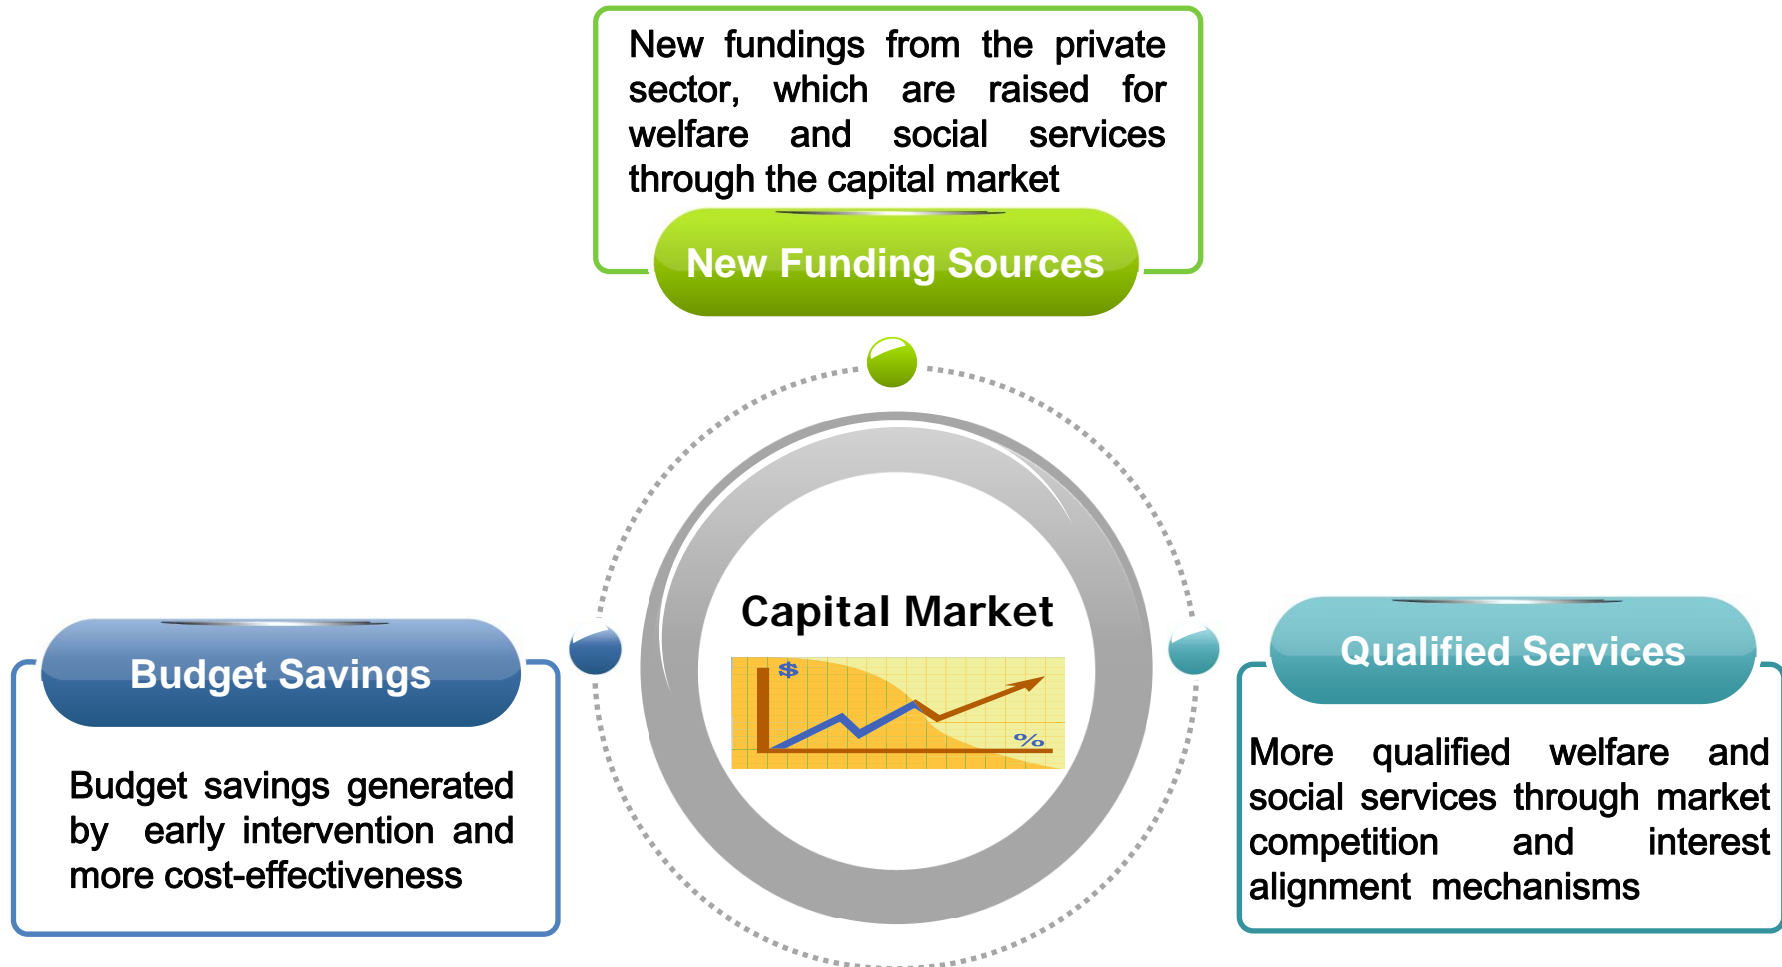 New fundings from the private
sector, which are raised for
welfare and social services
through the capital market
New Funding Sources
Capital Market
$
%
Budget Savings
Budget savings generated
by early intervention and
more cost-effectiveness
Qualified Services
More qualified welfare and
social services through market
competition and interest
alignment mechanisms